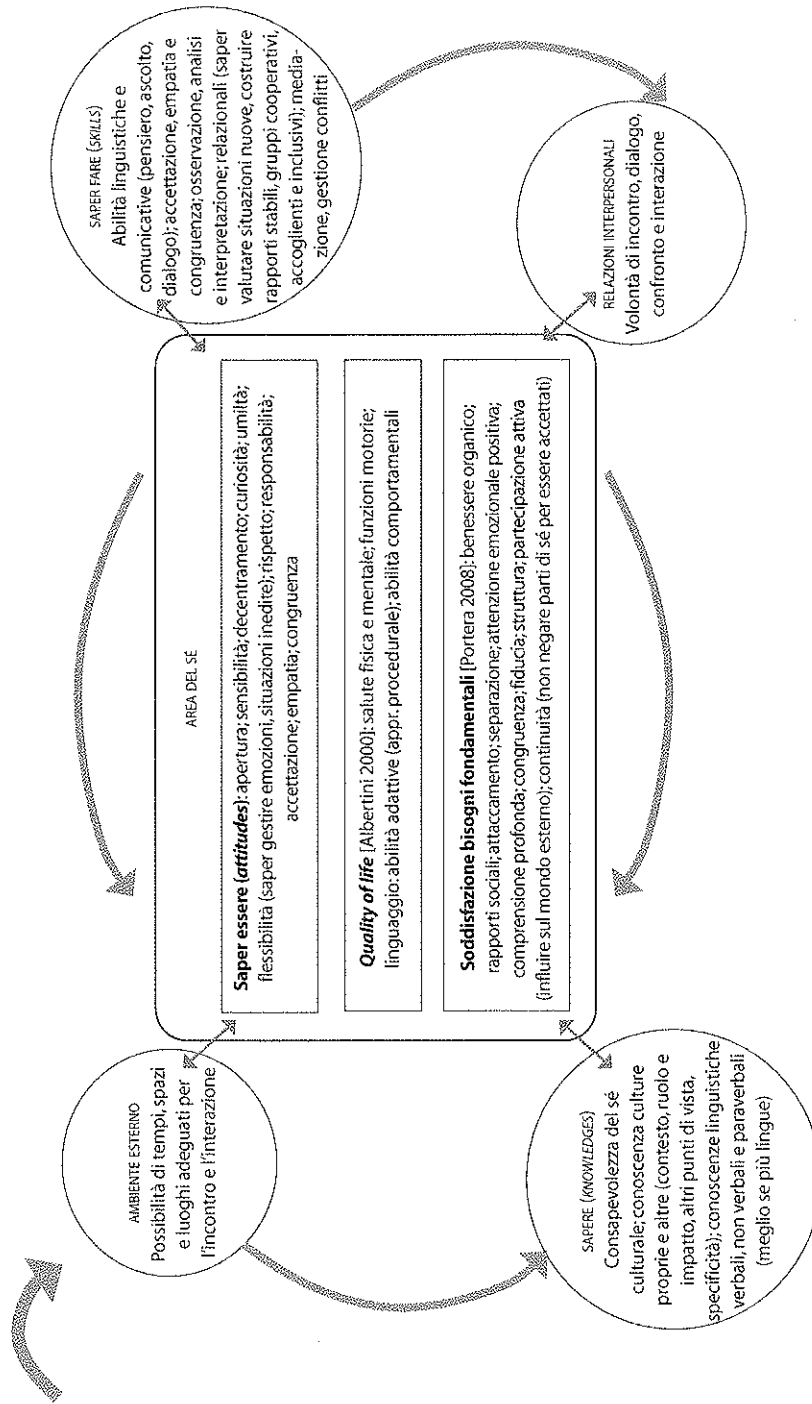 AMBIENTE ESTERNO
Possibilità di tempi, spazi
e luoghi adeguati per
l'incontro e l'interazione
SAPER FARE (SKILLS)
Abilità linguistiche e
comunicative (pensiero, ascolto,
dialogo); accettazione, empatia e
congruenza; osservazione, analisi
e interpretazione; relazionali (saper
valutare situazioni nuove, costruire
rapporti stabili, gruppi cooperativi,
accoglienti e inclusivi); media-
zione, gestione conflitti
AREA DEL SÉ
Saper essere (attitudes): apertura; sensibilità; decentramento; curiosità; umiltà;
flessibilità (saper gestire emozioni, situazioni inedite); rispetto; responsabilità;
accettazione; empatia; congruenza
Quality of life [Albertini 2000]: salute fisica e mentale; funzioni motorie;
linguaggio: abilità adattive (appr. procedurale); abilità comportamentali
Soddisfazione bisogni fondamentali [Portera 2008]: benessere organico;
rapporti sociali; attaccamento; separazione; attenzione emozionale positiva;
comprensione profonda; congruenza; fiducia; struttura; partecipazione attiva
(influire sul mondo esterno); continuità (non negare parti di sé per essere accettati)
SAPERE (KNOWLEDGES)
Consapevolezza del sé
culturale; conoscenza culture
proprie e altre (contesto, ruolo e
impatto, altri punti di vista,
specificità); conoscenze linguistiche
verbali, non verbali e paraverbali
(meglio se più lingue)
RELAZIONI INTERPERSONALI
Volontà di incontro, dialogo,
confronto e interazione